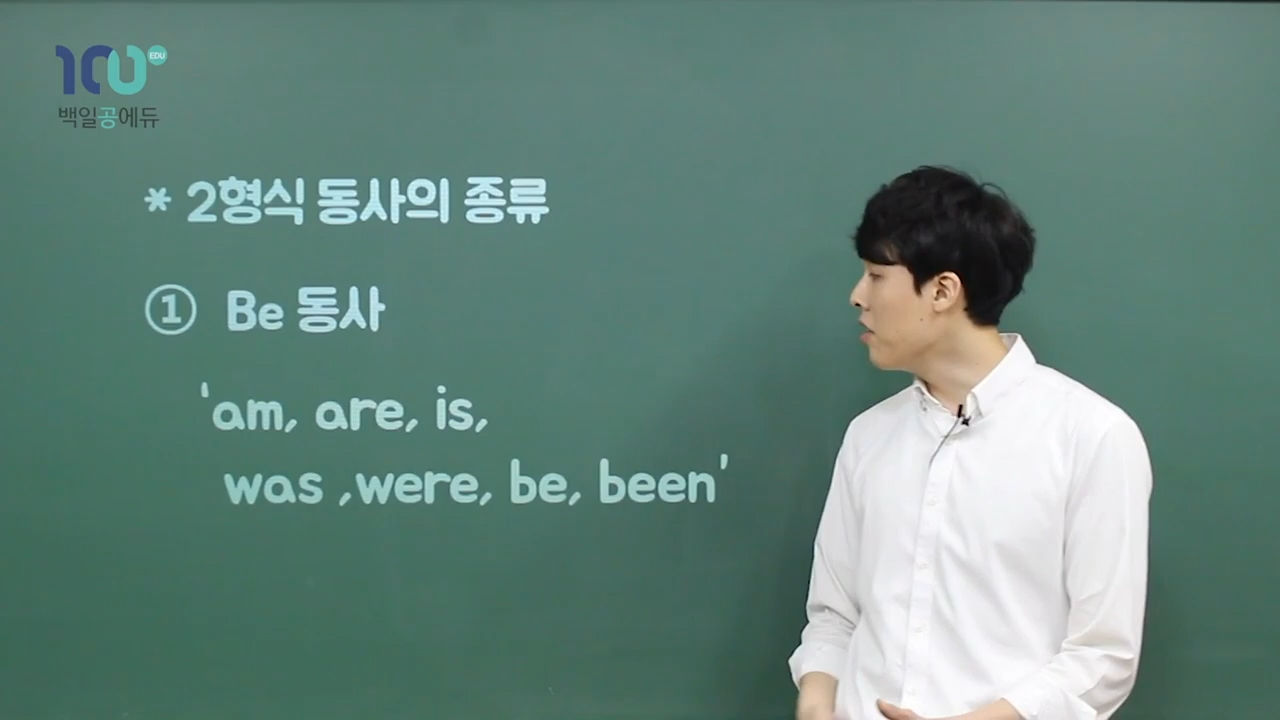 100 EDU
백일공에듀
* 2형식 동사의 종류
① Be 동사
'am, are, is,
was ,were, be, been'